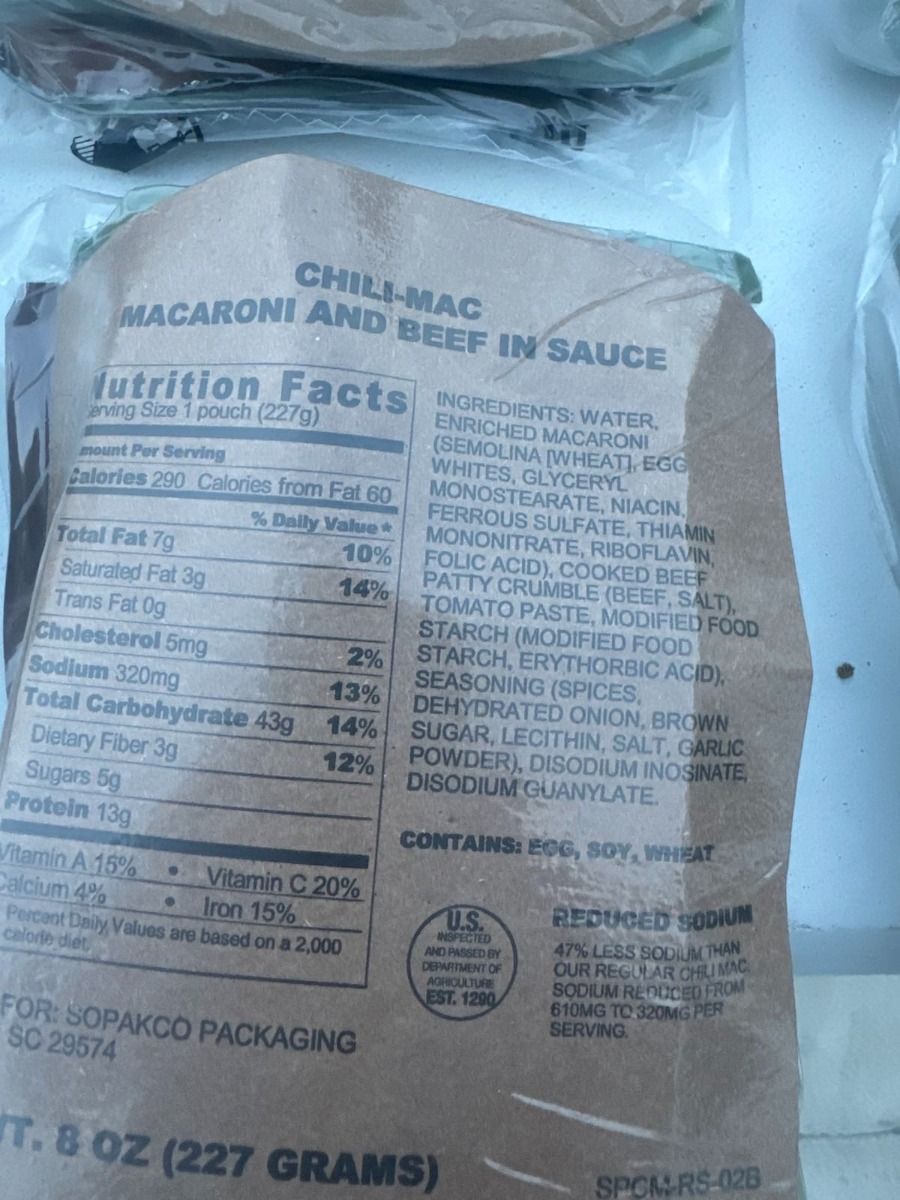 CHILI-MAC
MACARONI AND BEEF IN SAUCE
Nutrition Facts
Serving Size 1 pouch (227g)
Amount Per Serving
Calories 290 Calories from Fat 60
% Daily Value*
Total Fat 7g 10%
Saturated Fat 3g 14%
Trans Fat 0g
Cholesterol 5mg 2%
Sodium 320mg 13%
Total Carbohydrate 43g 14%
Dietary Fiber 3g 12%
Sugars 5g
Protein 13g
Vitamin A 15% • Vitamin C 20%
Calcium 4% • Iron 15%
Percent Daily Values are based on a 2,000
calorie diet.
FOR: SOPAKCO PACKAGING
SC 29574
WT. 8 OZ (227 GRAMS)
INGREDIENTS: WATER,
ENRICHED MACARONI
(SEMOLINA [WHEAT], EGG
WHITES, GLYCERYL
MONOSTEARATE, NIACIN,
FERROUS SULFATE, THIAMIN
MONONITRATE, RIBOFLAVIN,
FOLIC ACID), COOKED BEEF
PATTY CRUMBLE (BEEF, SALT),
TOMATO PASTE, MODIFIED FOOD
STARCH (MODIFIED FOOD
STARCH, ERYTHORBIC ACID),
SEASONING (SPICES,
DEHYDRATED ONION, BROWN
SUGAR, LECITHIN, SALT, GARLIC
POWDER), DISODIUM INOSINATE,
DISODIUM GUANYLATE.
CONTAINS: EGG, SOY, WHEAT
U.S.
INSPECTED
AND PASSED BY
DEPARTMENT OF
AGRICULTURE
EST. 1290
REDUCED SODIUM
47% LESS SODIUM THAN
OUR REGULAR CHILI MAC.
SODIUM REDUCED FROM
610MG TO 320MG PER
SERVING.
SPCM-RS-02B